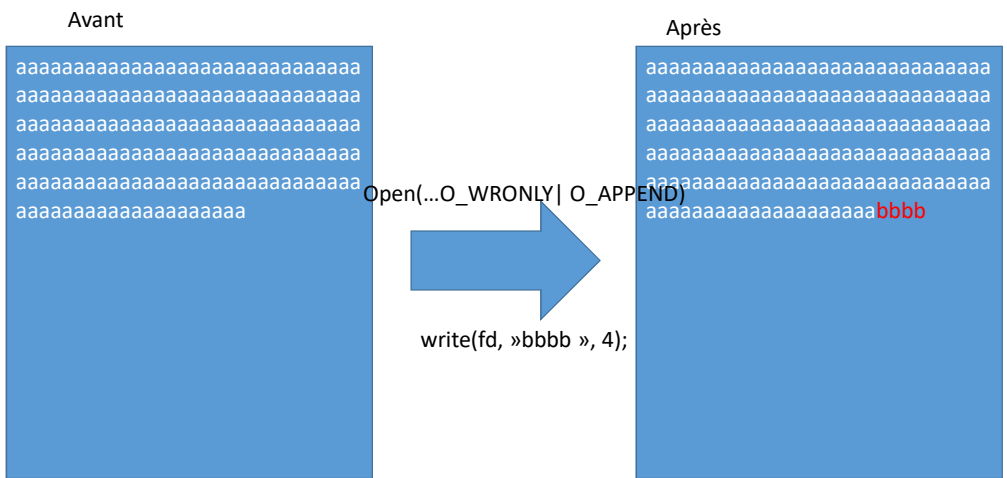 Avant
aaaaaaaaaaaaaaaaaaaaaaaaaaaaaa
aaaaaaaaaaaaaaaaaaaaaaaaaaaaaa
aaaaaaaaaaaaaaaaaaaaaaaaaaaaaa
aaaaaaaaaaaaaaaaaaaaaaaaaaaaaa
aaaaaaaaaaaaaaaaaaaaaaaaaaaaaa
aaaaaaaaaaaaaaaaaaaa
Open(...O_WRONLY| O_APPEND)
write(fd, »bbbb », 4);
Après
aaaaaaaaaaaaaaaaaaaaaaaaaaaaaa
aaaaaaaaaaaaaaaaaaaaaaaaaaaaaa
aaaaaaaaaaaaaaaaaaaaaaaaaaaaaa
aaaaaaaaaaaaaaaaaaaaaaaaaaaaaa
aaaaaaaaaaaaaaaaaaaaaaaaaaaaaa
aaaaaaaaaaaaaaaaaaaabbbb